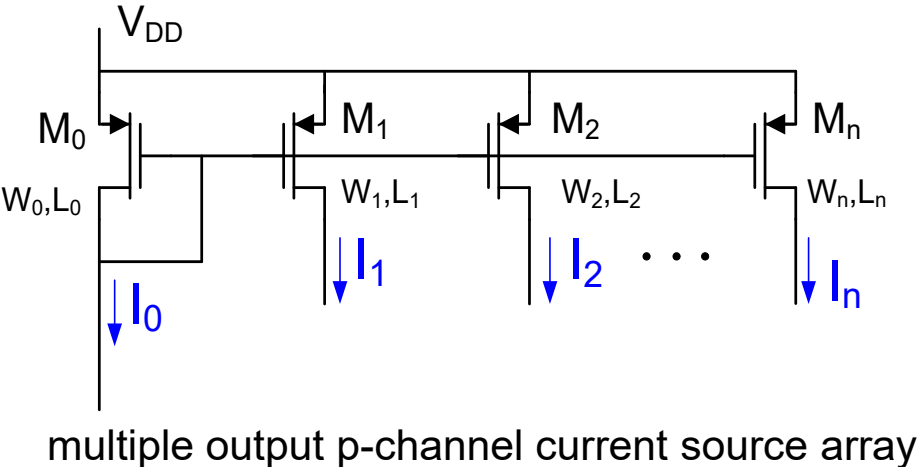 V_DD
M₀ M₁ M₂ Mₙ
W₀,L₀ W₁,L₁ W₂,L₂ Wₙ,Lₙ
I₀ I₁ I₂ • • • Iₙ
multiple output p-channel current source array